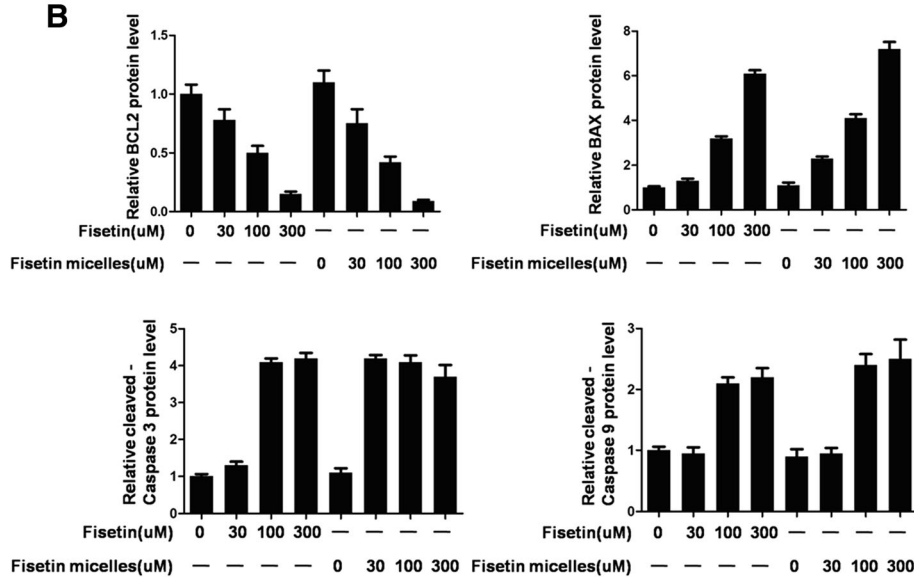 B
Relative BCL2 protein level
1.5
1.0
0.5
0.0
Fisetin(uM) 0 30 100 300 — — — —
Fisetin micelles(uM) — — — — 0 30 100 300
Relative BAX protein level
8
6
4
2
0
Fisetin(uM) 0 30 100 300 — — — —
Fisetin micelles(uM) — — — — 0 30 100 300
Relative cleaved -
Caspase 3 protein level
5
4
3
2
1
0
Fisetin(uM) 0 30 100 300 — — — —
Fisetin micelles(uM) — — — — 0 30 100 300
Relative cleaved -
Caspase 9 protein level
3
2
1
0
Fisetin(uM) 0 30 100 300 — — — —
Fisetin micelles(uM) — — — — 0 30 100 300